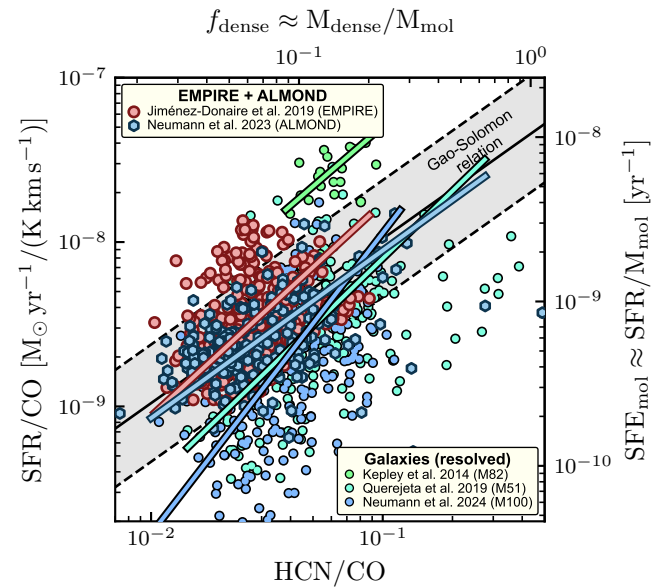 f_dense ≈ M_dense/M_mol
10⁻¹
10⁰
10⁻⁷
EMPIRE + ALMOND
Jiménez-Donaire et al. 2019 (EMPIRE)
Neumann et al. 2023 (ALMOND)
Gao-Solomon
relation
10⁻⁸
10⁻⁸
SFR/CO [M⊙ yr⁻¹/(K km s⁻¹)]
SFE_mol ≈ SFR/M_mol [yr⁻¹]
10⁻⁹
10⁻⁹
Galaxies (resolved)
Kepley et al. 2014 (M82)
Querejeta et al. 2019 (M51)
Neumann et al. 2024 (M100)
10⁻¹⁰
10⁻²
10⁻¹
HCN/CO